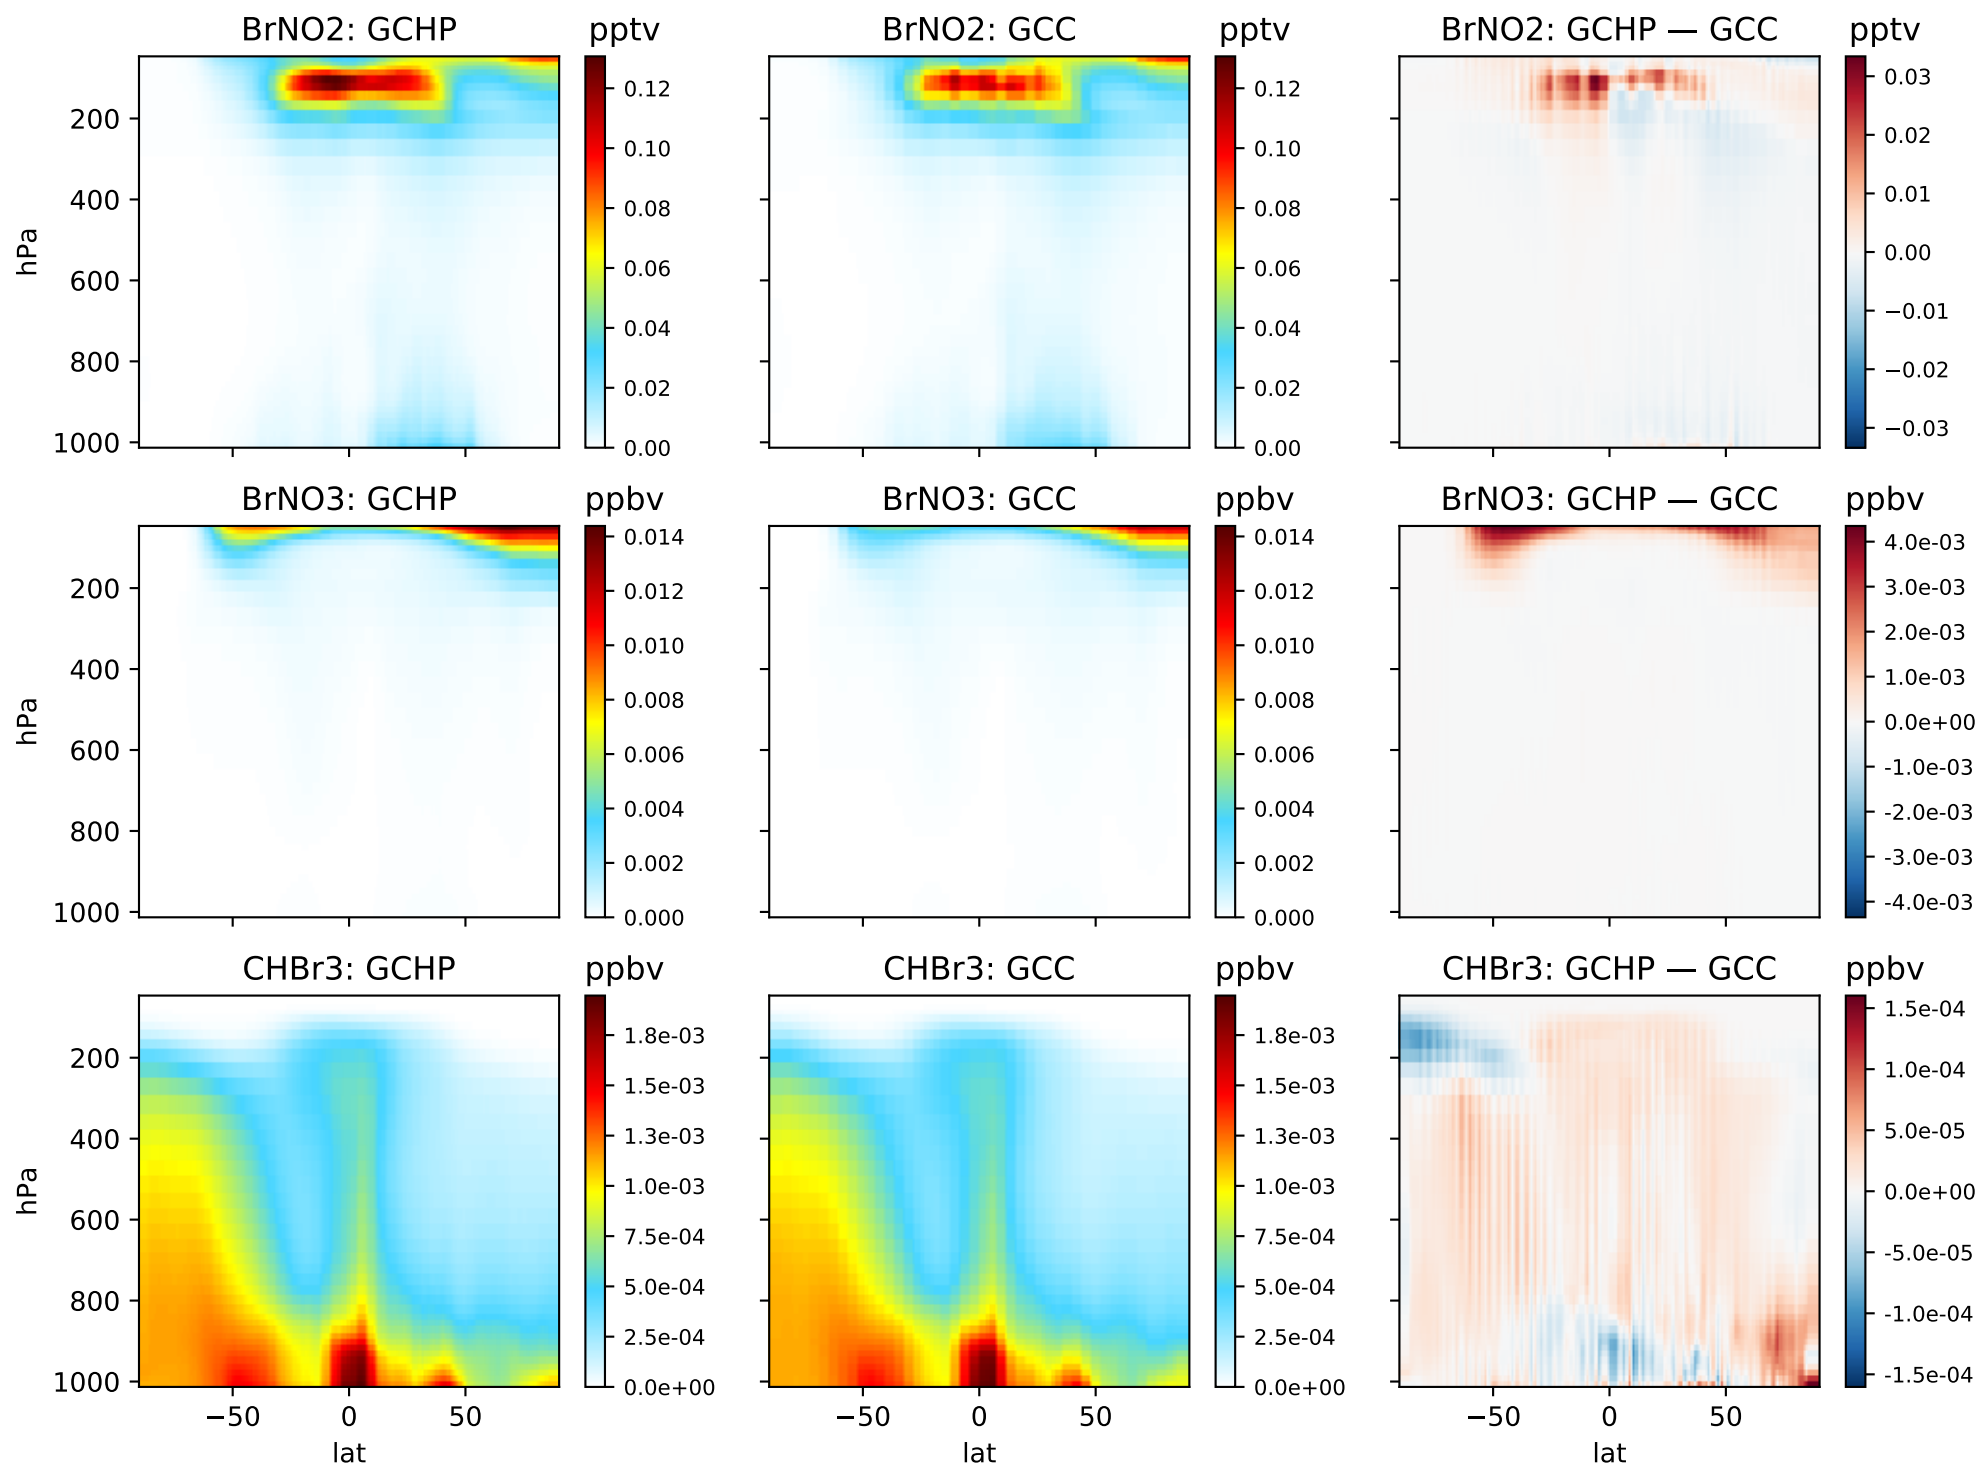 BrNO2: GCHP pptv BrNO2: GCC pptv BrNO2: GCHP — GCC pptv
0.12 0.12 0.03
200 0.10 0.10 0.02
400 0.08 0.08 0.01
hPa 0.06 0.06 0.00
600 0.04 0.04 −0.01
800 0.02 0.02 −0.02
1000 0.00 0.00 −0.03
BrNO3: GCHP ppbv BrNO3: GCC ppbv BrNO3: GCHP — GCC ppbv
0.014 0.014 4.0e-03
200 0.012 0.012 3.0e-03
0.010 0.010 2.0e-03
400 0.008 0.008 1.0e-03
hPa 0.0e+00
600 0.006 0.006 -1.0e-03
800 0.004 0.004 -2.0e-03
0.002 0.002 -3.0e-03
1000 0.000 0.000 -4.0e-03
CHBr3: GCHP ppbv CHBr3: GCC ppbv CHBr3: GCHP — GCC ppbv
1.8e-03 1.8e-03 1.5e-04
200 1.5e-03 1.5e-03 1.0e-04
400 1.3e-03 1.3e-03 5.0e-05
hPa 1.0e-03 1.0e-03 0.0e+00
600 7.5e-04 7.5e-04 -5.0e-05
800 5.0e-04 5.0e-04 -1.0e-04
2.5e-04 2.5e-04 -1.5e-04
1000 0.0e+00 0.0e+00
−50 0 50 −50 0 50 −50 0 50
lat lat lat